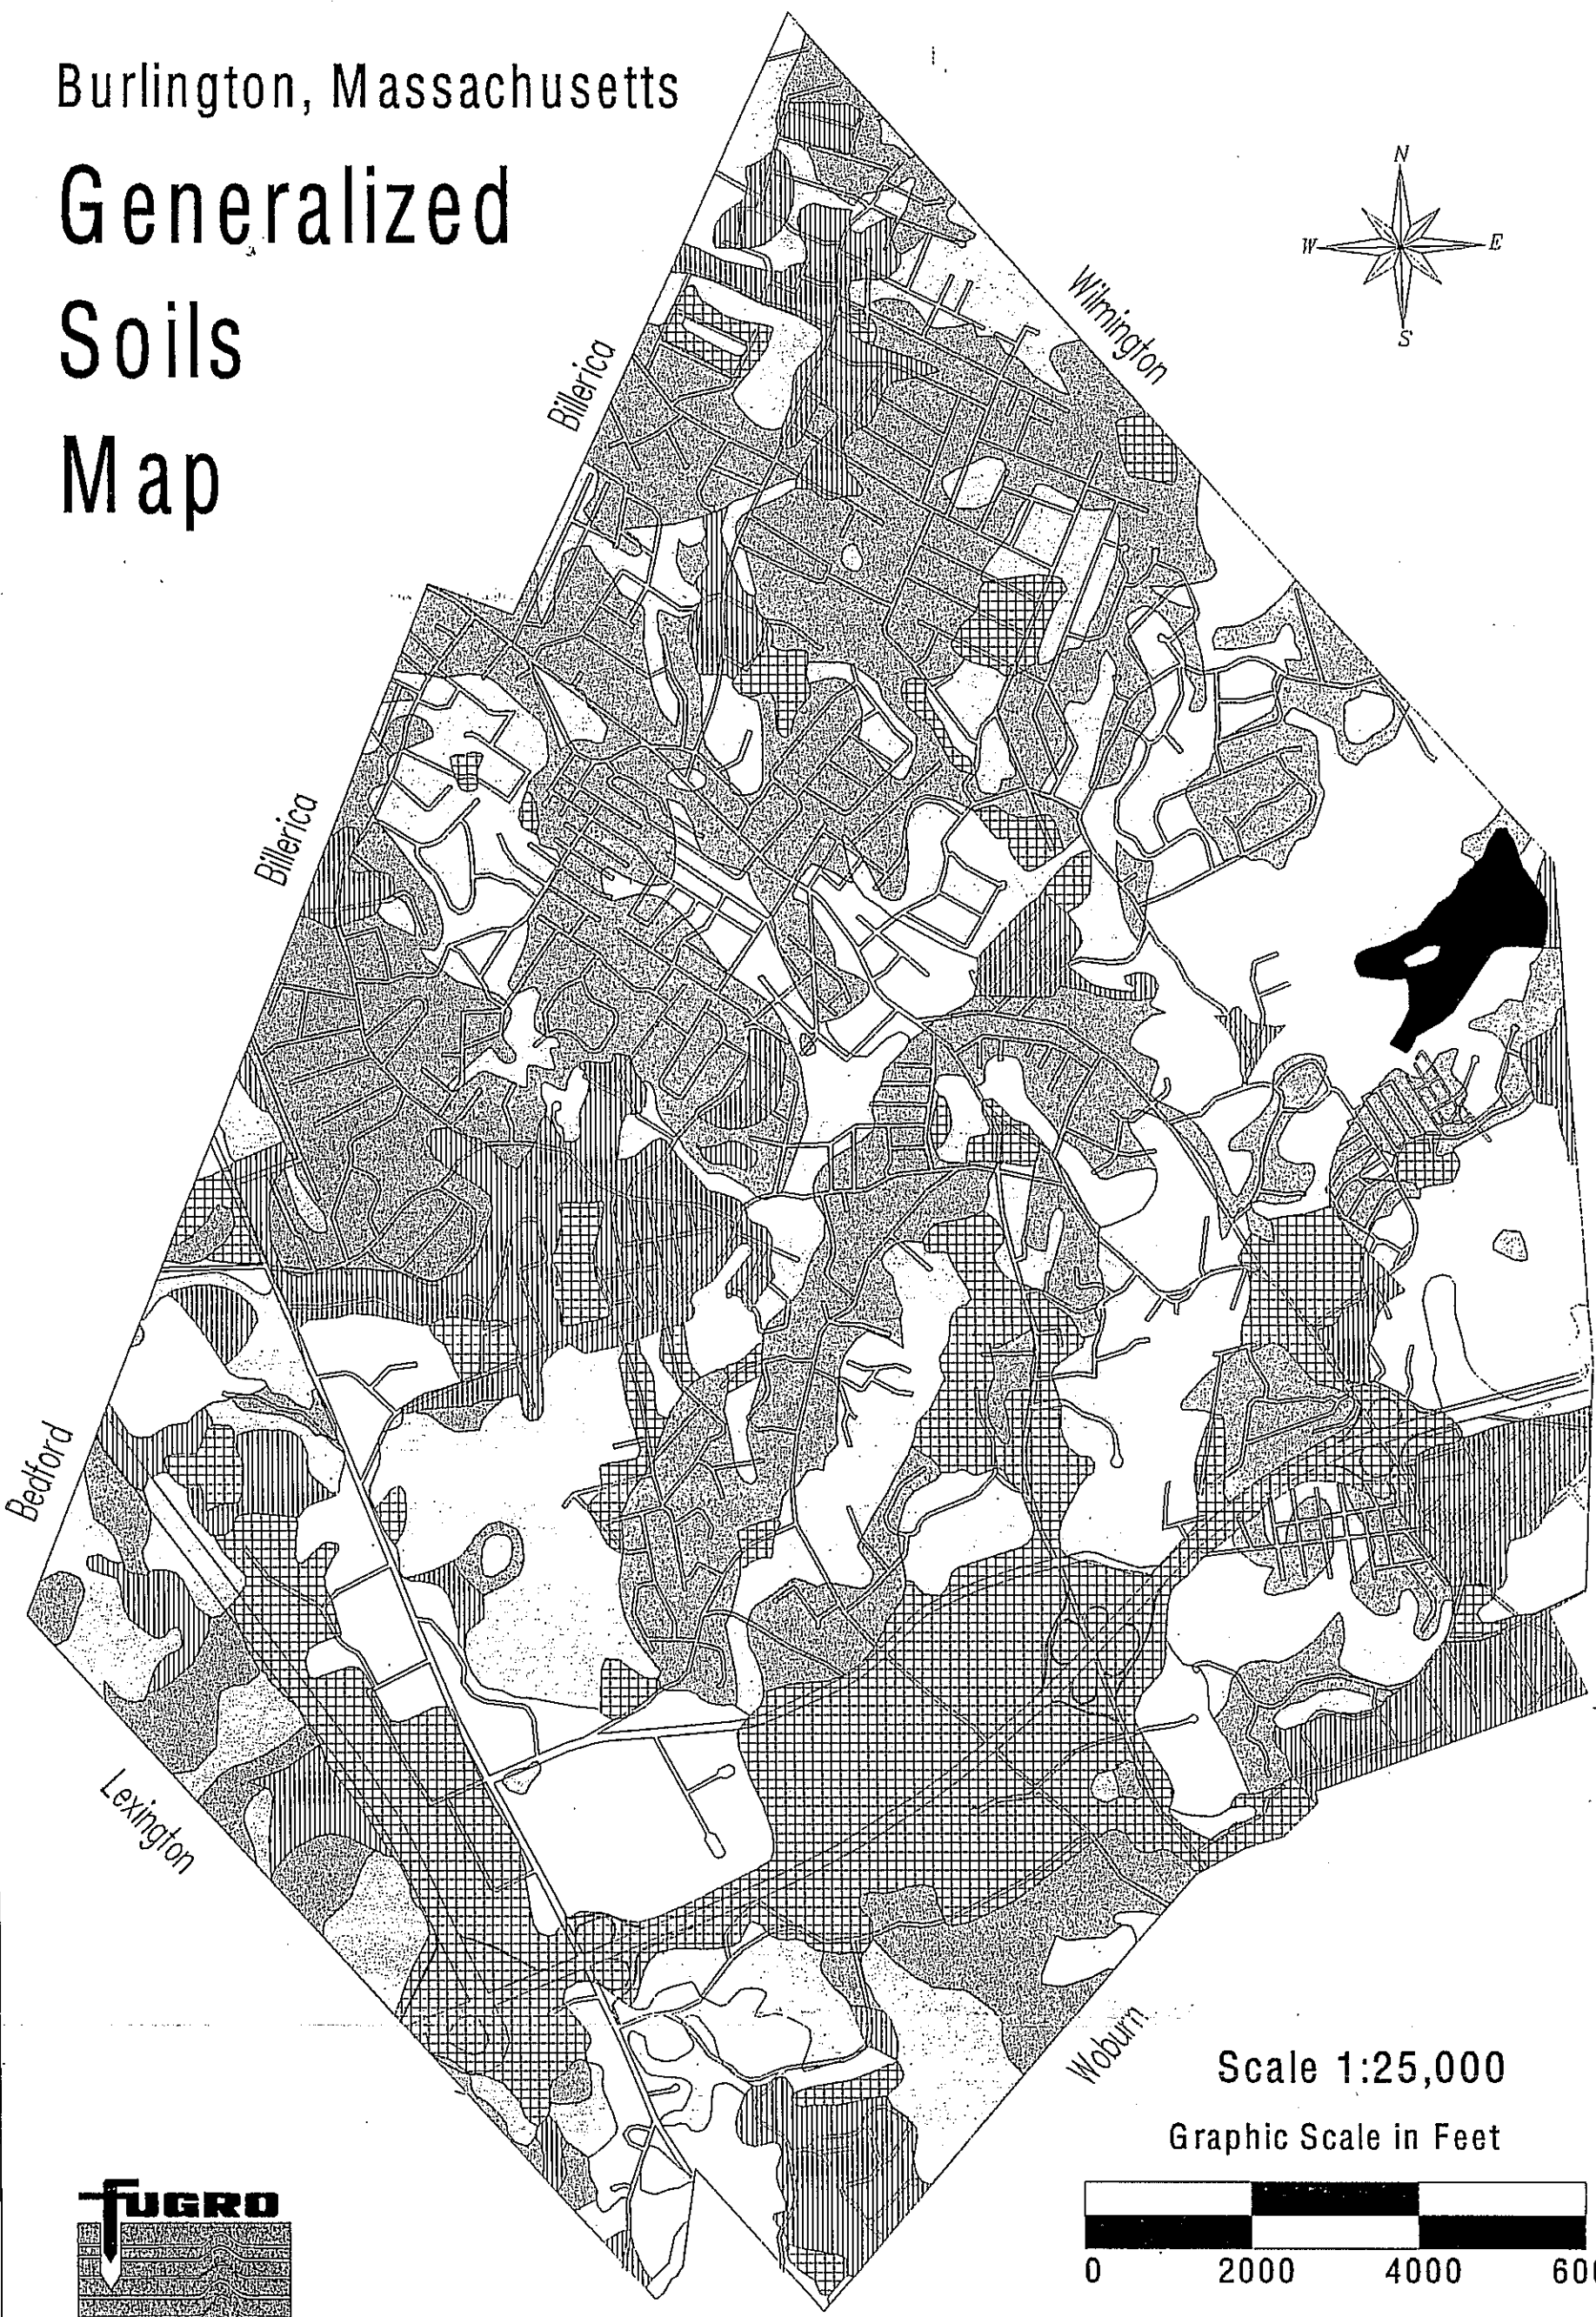 Burlington, Massachusetts
Generalized
Soils
Map
N
W
E
S
Wilmington
Billerica
Billerica
Bedford
Lexington
Woburn
Scale 1:25,000
Graphic Scale in Feet
0 2000 4000
FUGRO